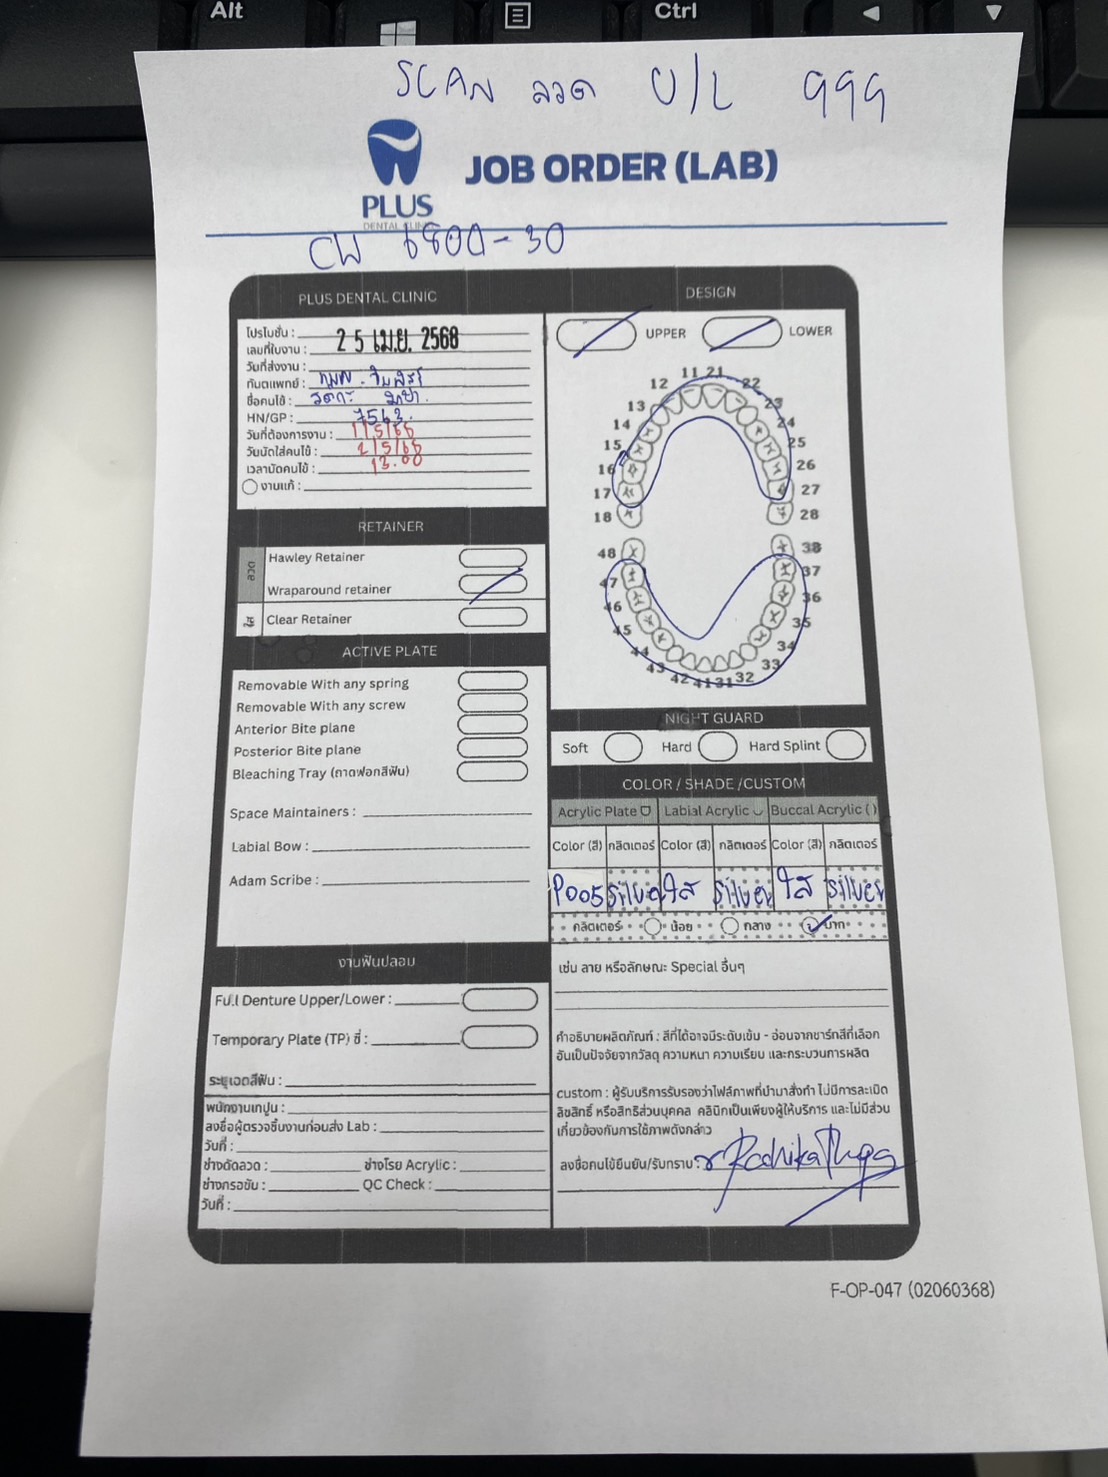 Alt
Ctrl
SCAN ลวด U/L 999
PLUS
DENTAL CLINIC
JOB ORDER (LAB)
CW 6800-30
PLUS DENTAL CLINIC
โปรโมชั่น :
เลขที่ใบงาน : 25 เม.ย. 2568
วันที่ส่งงาน :
ทันตแพทย์ :
ชื่อคนไข้ :
HN/GP : 7563
วันที่ต้องการงาน : 1/5/68
วันนัดใส่คนไข้ : 2/5/68
เวลานัดคนไข้ : 13.00
งานแก้ :
RETAINER
ลวด
Hawley Retainer
Wraparound retainer
ใส
Clear Retainer
ACTIVE PLATE
Removable With any spring
Removable With any screw
Anterior Bite plane
Posterior Bite plane
Bleaching Tray (ถาดฟอกสีฟัน)
Space Maintainers :
Labial Bow :
Adam Scribe :
งานฟันปลอม
Full Denture Upper/Lower :
Temporary Plate (TP) ซี่ :
ระบุเฉดสีฟัน :
พนักงานเทปูน :
ลงชื่อผู้ตรวจชิ้นงานก่อนส่ง Lab :
วันที่ :
ช่างดัดลวด : ช่างโรย Acrylic :
ช่างกรอขัด : QC Check :
วันที่ :
DESIGN
UPPER LOWER
11 21
12 22
13 23
14 24
15 25
16 26
17 27
18 28
48 38
47 37
46 36
45 35
44 34
43 33
42 41 31 32
NIGHT GUARD
Soft Hard Hard Splint
COLOR / SHADE /CUSTOM
Acrylic Plate Labial Acrylic Buccal Acrylic ( )
Color (สี) กลิตเตอร์ Color (สี) กลิตเตอร์ Color (สี) กลิตเตอร์
P005 Silver ใส Silver ใส Silver
กลิตเตอร์ น้อย กลาง มาก
เช่น ลาย หรือลักษณะ Special อื่นๆ
คำอธิบายผลิตภัณฑ์ : สีที่ได้อาจมีระดับเข้ม - อ่อนจากชาร์ทสีที่เลือก
อันเป็นปัจจัยจากวัสดุ ความหนา ความเรียบ และกระบวนการผลิต
custom : ผู้รับบริการรับรองว่าไฟล์ภาพที่นำมาสั่งทำ ไม่มีการละเมิด
ลิขสิทธิ์ หรือสิทธิส่วนบุคคล คลินิกเป็นเพียงผู้ให้บริการ และไม่มีส่วน
เกี่ยวข้องกับการใช้ภาพดังกล่าว
ลงชื่อคนไข้ยืนยัน/รับทราบ :
F-OP-047 (02060368)